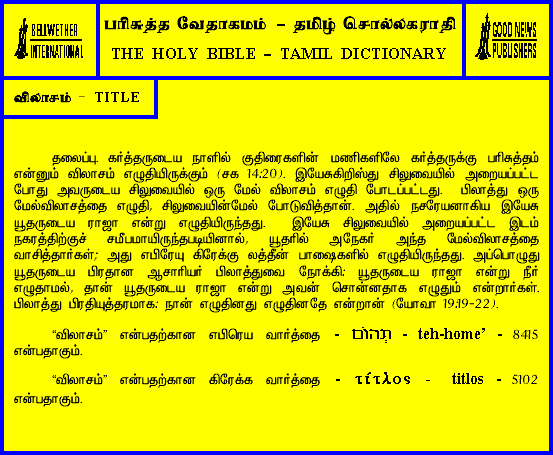 BELLWETHER
INTERNATIONAL
பரிசுத்த வேதாகமம் – தமிழ் சொல்லகராதி
THE HOLY BIBLE – TAMIL DICTIONARY
GOOD NEWS
PUBLISHERS
விலாசம் – TITLE
தலைப்பு. கர்த்தருடைய நாளில் குதிரைகளின் மணிகளிலே கர்த்தருக்கு பரிசுத்தம்
என்னும் விலாசம் எழுதியிருக்கும் (சக 14:20). இயேசுகிறிஸ்து சிலுவையில் அறையப்பட்ட
போது அவருடைய சிலுவையில் ஒரு மேல் விலாசம் எழுதி போடப்பட்டது. பிலாத்து ஒரு
மேல்விலாசத்தை எழுதி, சிலுவையின்மேல் போடுவித்தான். அதில் நசரேயனாகிய இயேசு
யூதருடைய ராஜா என்று எழுதியிருந்தது. இயேசு சிலுவையில் அறையப்பட்ட இடம்
நகரத்திற்குச் சமீபமாயிருந்தபடியினால், யூதரில் அநேகர் அந்த மேல்விலாசத்தை
வாசித்தார்கள்; அது எபிரேயு கிரேக்கு லத்தீன் பாஷைகளில் எழுதியிருந்தது. அப்பொழுது
யூதருடைய பிரதான ஆசாரியர் பிலாத்துவை நோக்கி: யூதருடைய ராஜா என்று நீர்
எழுதாமல், தான் யூதருடைய ராஜா என்று அவன் சொன்னதாக எழுதும் என்றார்கள்.
பிலாத்து பிரதியுத்தரமாக: நான் எழுதினது எழுதினதே என்றான் (யோவா 19:19-22).
“விலாசம்” என்பதற்கான எபிரெய வார்த்தை - תְּהוֹם - teh-home’ - 8415
என்பதாகும்.
“விலாசம்” என்பதற்கான கிரேக்க வார்த்தை - τίτλος - titlos - 5102
என்பதாகும்.